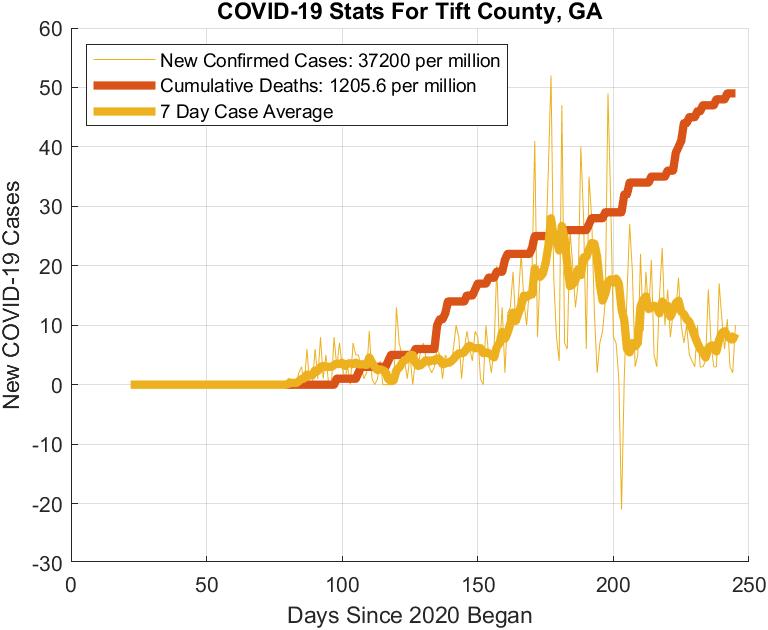 COVID-19 Stats For Tift County, GA
New Confirmed Cases: 37200 per million
Cumulative Deaths: 1205.6 per million
7 Day Case Average
New COVID-19 Cases
60
50
40
30
20
10
0
-10
-20
-30
0 50 100 150 200 250
Days Since 2020 Began